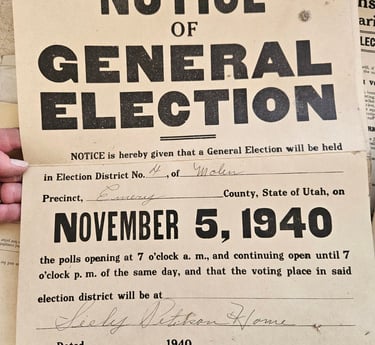 NOTICE
OF
GENERAL
ELECTION
NOTICE is hereby given that a General Election will be held
in Election District No. 4, of Molen
Precinct, Emery County, State of Utah, on
NOVEMBER 5, 1940
the polls opening at 7 o'clock a. m., and continuing open until 7
o'clock p. m. of the same day, and that the voting place in said
election district will be at
Seely Home
Dated 1940